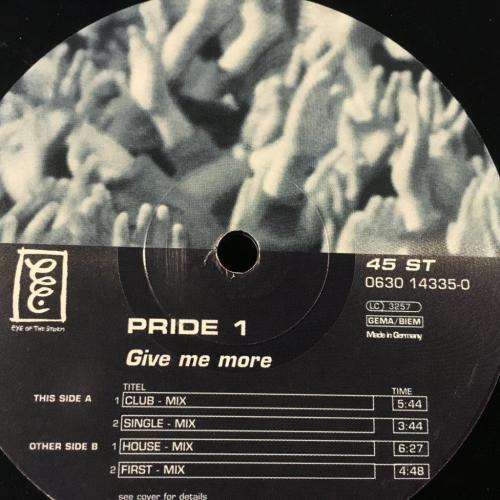 45 ST
0630 14335-0
LC 3257
GEMA/BIEM
Made in Germany
EYE OF THE STORM
PRIDE 1
Give me more
TITEL TIME
THIS SIDE A 1 CLUB - MIX 5:44
2 SINGLE - MIX 3:44
OTHER SIDE B 1 HOUSE - MIX 6:27
2 FIRST - MIX 4:48
see cover for details